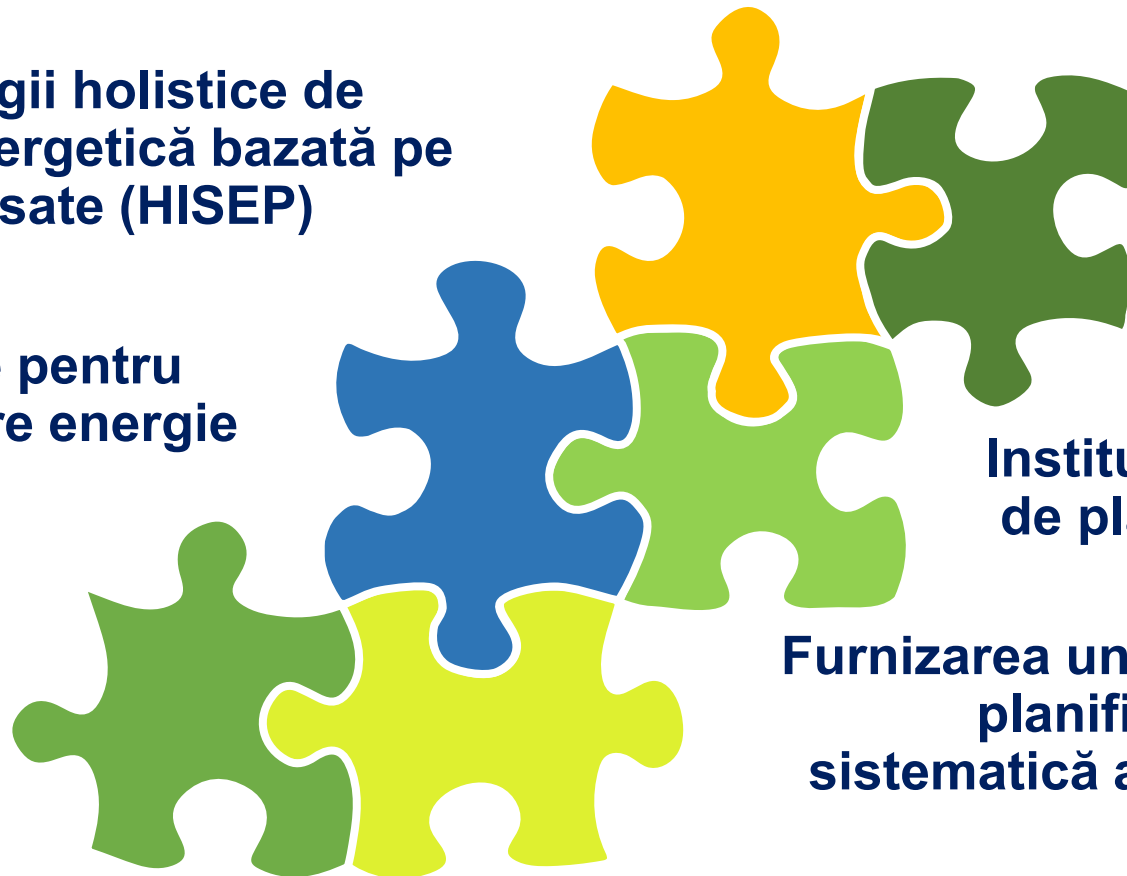 gii holistice de
ergetică bazată pe
sate (HISEP)
pentru
re energie
Institu
de pl
Furnizarea un
planifi
sistematică a